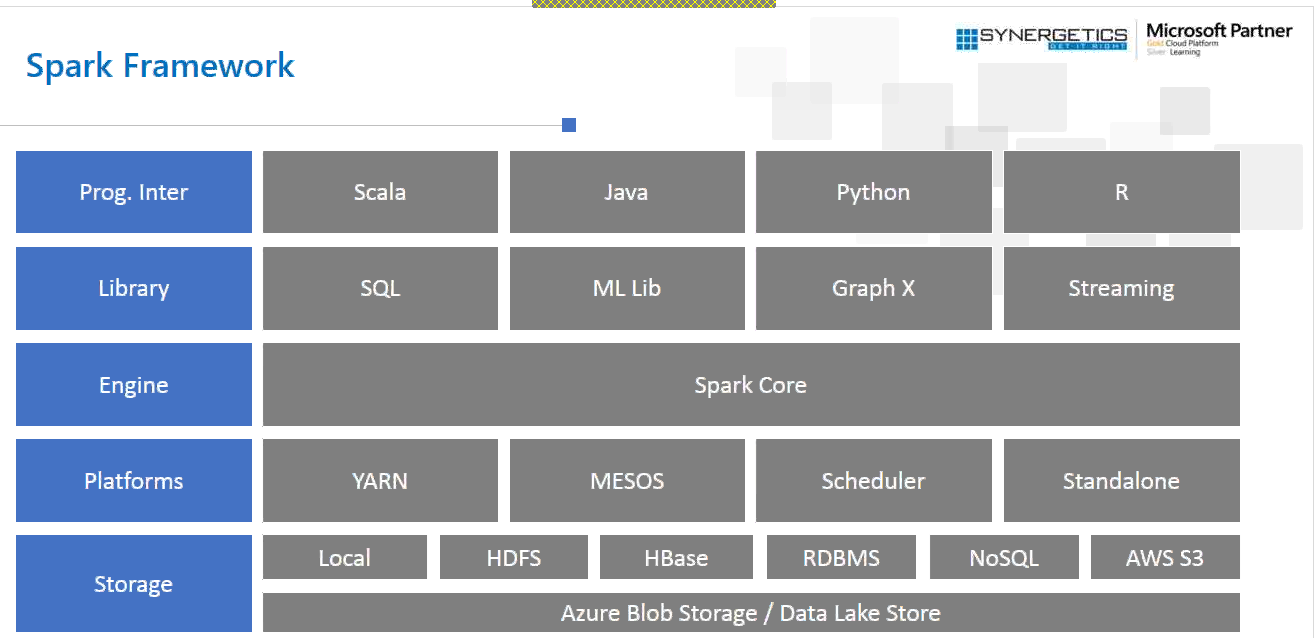 SYNERGETICS
GET IT RIGHT
Microsoft Partner
Gold Cloud Platform
Silver Learning
Spark Framework
Prog. Inter
Scala
Java
Python
R
Library
SQL
ML Lib
Graph X
Streaming
Engine
Spark Core
Platforms
YARN
MESOS
Scheduler
Standalone
Storage
Local
HDFS
HBase
RDBMS
NoSQL
AWS S3
Azure Blob Storage / Data Lake Store